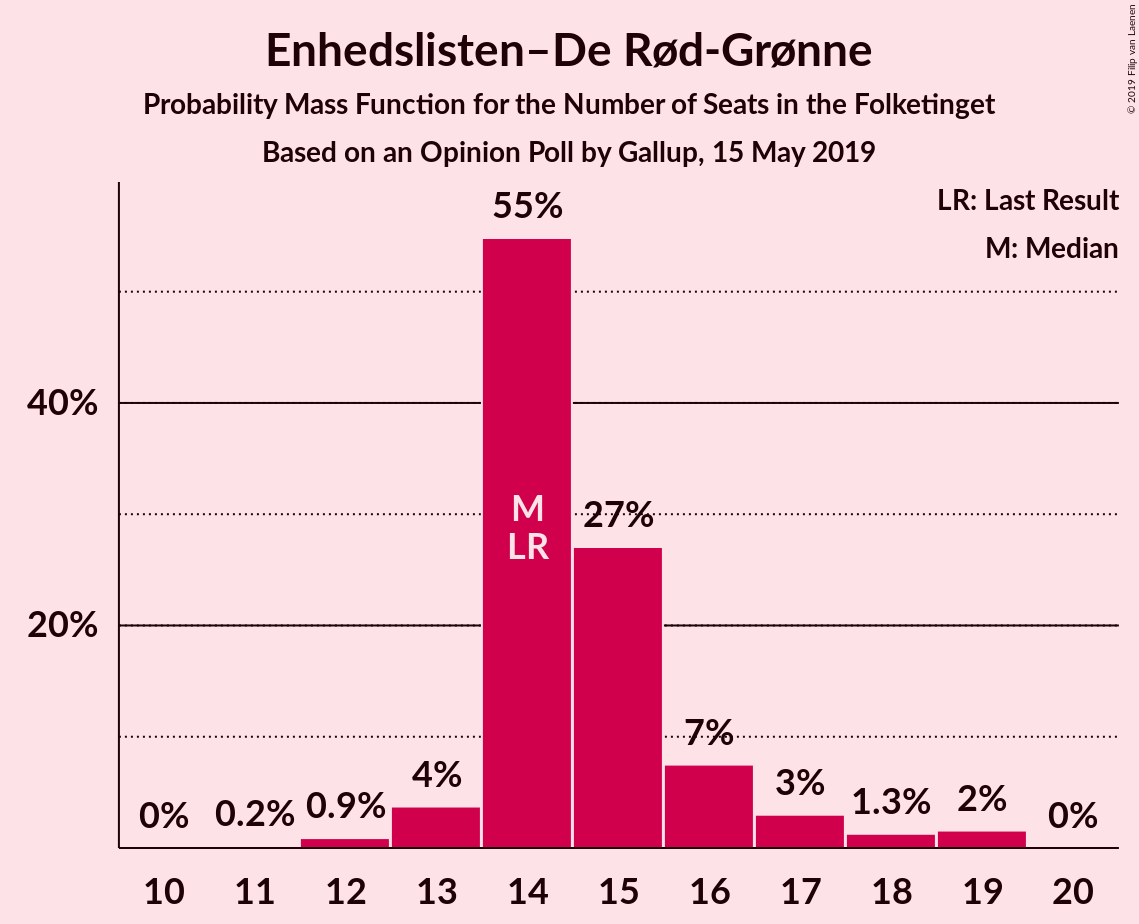 Enhedslisten–De Rød-Grønne
Probability Mass Function for the Number of Seats in the Folketinget
Based on an Opinion Poll by Gallup, 15 May 2019
© 2019 Filip van Laenen
LR: Last Result
M: Median
40%
20%
0%
0.2%
0.9%
4%
55%
M
LR
27%
7%
3%
1.3%
2%
0%
10 11 12 13 14 15 16 17 18 19 20